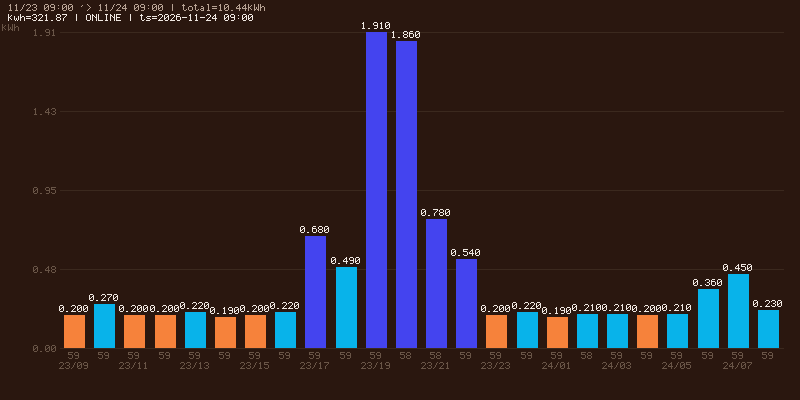 11/23 09:00 -> 11/24 09:00 | total=10.44kWh
Kwh=321.87 | ONLINE | ts=2026-11-24 09:00
kWh
1.91
1.43
0.95
0.48
0.00
0.200 0.270 0.200 0.200 0.220 0.190 0.200 0.220 0.680 0.490 1.910 1.860 0.780 0.540 0.200 0.220 0.190 0.210 0.210 0.200 0.210 0.360 0.450 0.230
59 59 59 59 59 59 59 59 59 59 59 58 58 59 59 59 59 58 59 59 59 59 59 59
23/09 23/11 23/13 23/15 23/17 23/19 23/21 23/23 24/01 24/03 24/05 24/07